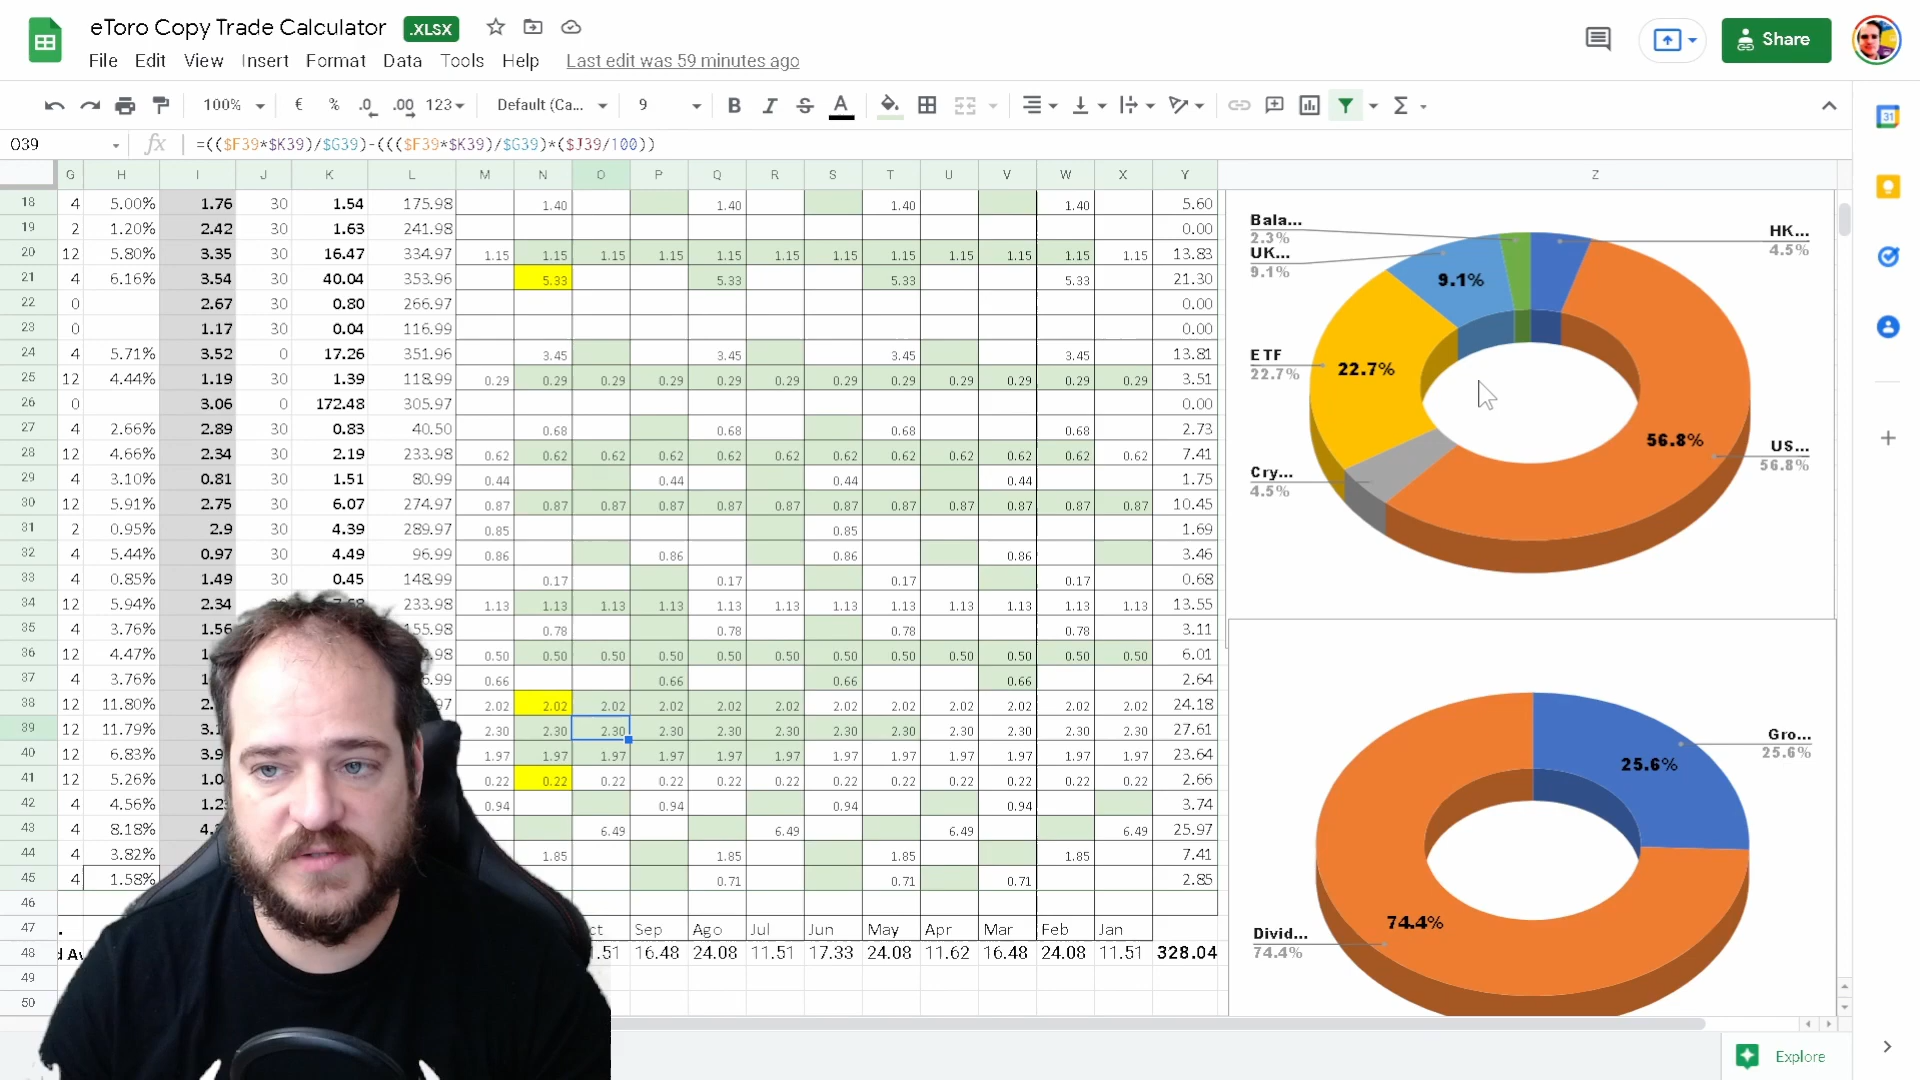 eToro Copy Trade Calculator .XLSX
File Edit View Insert Format Data Tools Help Last edit was 59 minutes ago
Share
100% € % .0 .00 123 Default (Ca... 9 B I S A
31
O39 fx =(($F39*$K39)/$G39)-((($F39*$K39)/$G39)*($J39/100))
G H I J K L M N O P Q R S T U V W X Y Z
18 4 5.00% 1.76 30 1.54 175.98 1.40 1.40 1.40 1.40 5.60
19 2 1.20% 2.42 30 1.63 241.98 0.00
20 12 5.80% 3.35 30 16.47 334.97 1.15 1.15 1.15 1.15 1.15 1.15 1.15 1.15 1.15 1.15 1.15 1.15 13.83
21 4 6.16% 3.54 30 40.04 353.96 5.33 5.33 5.33 5.33 21.30
22 0 2.67 30 0.80 266.97 0.00
23 0 1.17 30 0.04 116.99 0.00
24 4 5.71% 3.52 0 17.26 351.96 3.45 3.45 3.45 3.45 13.81
25 12 4.44% 1.19 30 1.39 118.99 0.29 0.29 0.29 0.29 0.29 0.29 0.29 0.29 0.29 0.29 0.29 0.29 3.51
26 0 3.06 0 172.48 305.97 0.00
27 4 2.66% 2.89 30 0.83 40.50 0.68 0.68 0.68 0.68 2.73
28 12 4.66% 2.34 30 2.19 233.98 0.62 0.62 0.62 0.62 0.62 0.62 0.62 0.62 0.62 0.62 0.62 0.62 7.41
29 4 3.10% 0.81 30 1.51 80.99 0.44 0.44 0.44 0.44 1.75
30 12 5.91% 2.75 30 6.07 274.97 0.87 0.87 0.87 0.87 0.87 0.87 0.87 0.87 0.87 0.87 0.87 0.87 10.45
31 2 0.95% 2.9 30 4.39 289.97 0.85 0.85 1.69
32 4 5.44% 0.97 30 4.49 96.99 0.86 0.86 0.86 0.86 3.46
33 4 0.85% 1.49 30 0.45 148.99 0.17 0.17 0.17 0.17 0.68
34 12 5.94% 2.34 233.98 1.13 1.13 1.13 1.13 1.13 1.13 1.13 1.13 1.13 1.13 1.13 1.13 13.55
35 4 3.76% 1.56 155.98 0.78 0.78 0.78 0.78 3.11
36 12 4.47% .98 0.50 0.50 0.50 0.50 0.50 0.50 0.50 0.50 0.50 0.50 0.50 0.50 6.01
37 4 3.76% .99 0.66 0.66 0.66 0.66 2.64
38 12 11.80% 2. 97 2.02 2.02 2.02 2.02 2.02 2.02 2.02 2.02 2.02 2.02 2.02 2.02 24.18
39 12 11.79% 3.1 2.30 2.30 2.30 2.30 2.30 2.30 2.30 2.30 2.30 2.30 2.30 2.30 27.61
40 12 6.83% 3.9 1.97 1.97 1.97 1.97 1.97 1.97 1.97 1.97 1.97 1.97 1.97 1.97 23.64
41 12 5.26% 1.0 0.22 0.22 0.22 0.22 0.22 0.22 0.22 0.22 0.22 0.22 0.22 0.22 2.66
42 4 4.56% 1.2 0.94 0.94 0.94 0.94 3.74
43 4 8.18% 4. 6.49 6.49 6.49 6.49 25.97
44 4 3.82% 1.85 1.85 1.85 1.85 7.41
45 4 1.58% 0.71 0.71 0.71 2.85
46
47 . ct Sep Ago Jul Jun May Apr Mar Feb Jan
48 d Av .51 16.48 24.08 11.51 17.33 24.08 11.62 16.48 24.08 11.51 328.04
49
50
Bala...
2.3%
UK...
9.1%
9.1%
HK...
4.5%
ETF
22.7%
22.7%
56.8%
US...
56.8%
Cry...
4.5%
Gro...
25.6%
25.6%
74.4%
Divid...
74.4%
Explore